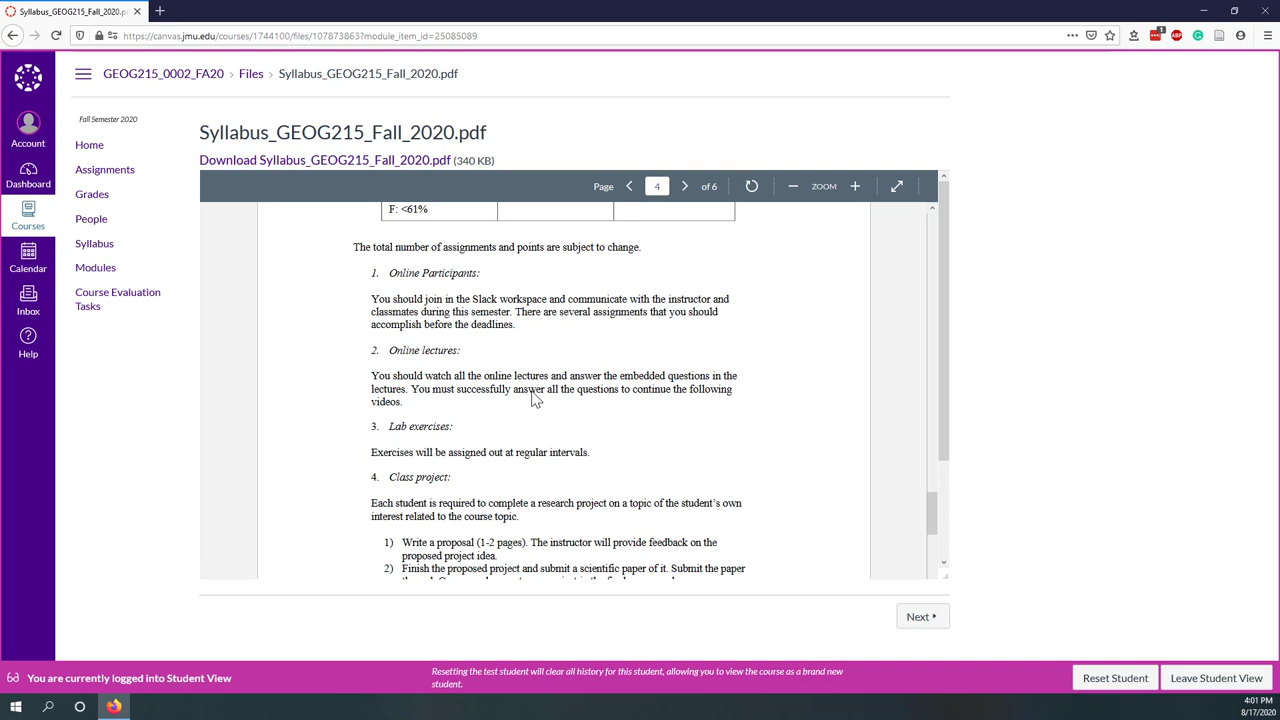 Syllabus_GEOG215_Fall_2020.p
https://canvas.jmu.edu/courses/1744100/files/107873863?module_item_id=25085089
1
ABP
GEOG215_0002_FA20 › Files › Syllabus_GEOG215_Fall_2020.pdf
Account
Dashboard
Courses
Calendar
Inbox
Help
Fall Semester 2020
Home
Assignments
Grades
People
Syllabus
Modules
Course Evaluation
Tasks
Syllabus_GEOG215_Fall_2020.pdf
Download Syllabus_GEOG215_Fall_2020.pdf (340 KB)
Page 4 of 6 ZOOM
F: <61%
The total number of assignments and points are subject to change.
1. Online Participants:
You should join in the Slack workspace and communicate with the instructor and
classmates during this semester. There are several assignments that you should
accomplish before the deadlines.
2. Online lectures:
You should watch all the online lectures and answer the embedded questions in the
lectures. You must successfully answer all the questions to continue the following
videos.
3. Lab exercises:
Exercises will be assigned out at regular intervals.
4. Class project:
Each student is required to complete a research project on a topic of the student's own
interest related to the course topic.
1) Write a proposal (1-2 pages). The instructor will provide feedback on the
proposed project idea.
2) Finish the proposed project and submit a scientific paper of it. Submit the paper
Next
You are currently logged into Student View
Resetting the test student will clear all history for this student, allowing you to view the course as a brand new
student.
Reset Student
Leave Student View
4:01 PM
8/17/2020